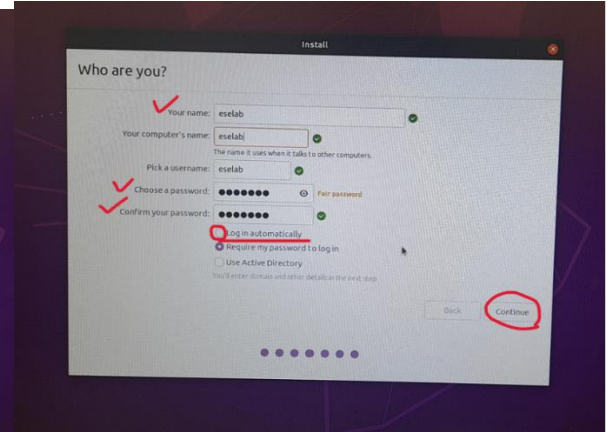 Install
Who are you?
Your name: eselab
Your computer's name: eselab
The name it uses when it talks to other computers.
Pick a username: eselab
Choose a password: ●●●●●●● Fair password
Confirm your password: ●●●●●●●
Log in automatically
Require my password to log in
Use Active Directory
You'll enter domain and other details in the next step.
Back Continue